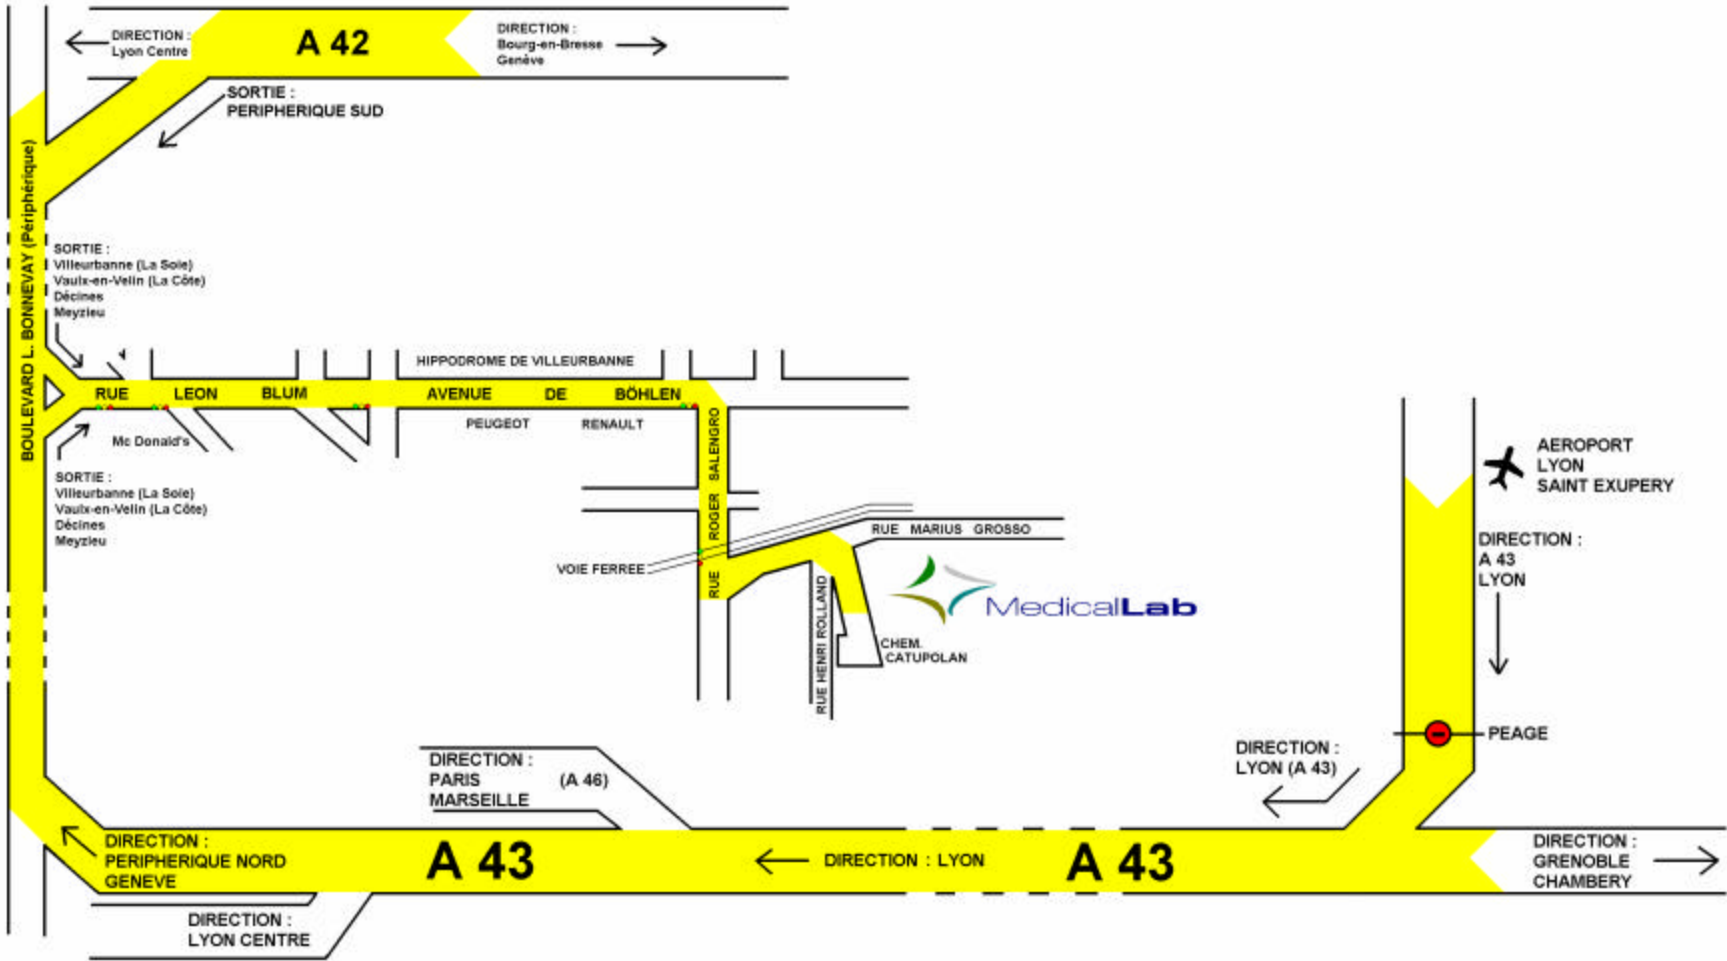 DIRECTION :
Lyon Centre
A 42
DIRECTION :
Bourg-en-Bresse
Genève
SORTIE :
PERIPHERIQUE SUD
BOULEVARD L. BONNEVAY (Périphérique)
SORTIE :
Villeurbanne (La Soie)
Vaulx-en-Velin (La Côte)
Décines
Meyzieu
HIPPODROME DE VILLEURBANNE
RUE LEON BLUM AVENUE DE BÖHLEN
PEUGEOT RENAULT
Mc Donald's
SORTIE :
Villeurbanne (La Soie)
Vaulx-en-Velin (La Côte)
Décines
Meyzieu
RUE ROGER SALENGRO
VOIE FERREE
RUE MARIUS GROSSO
MedicalLab
RUE HENRI ROLLAND
CHEM.
CATUPOLAN
AEROPORT
LYON
SAINT EXUPERY
DIRECTION :
A 43
LYON
PEAGE
DIRECTION :
LYON (A 43)
DIRECTION :
PARIS (A 46)
MARSEILLE
DIRECTION :
PERIPHERIQUE NORD
GENEVE
A 43
DIRECTION : LYON
A 43
DIRECTION :
GRENOBLE
CHAMBERY
DIRECTION :
LYON CENTRE